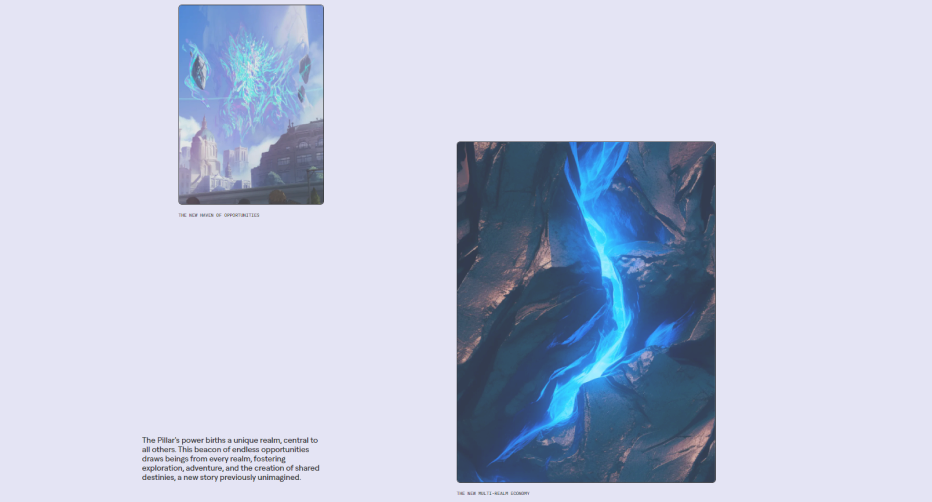 THE NEW HAVEN OF OPPORTUNITIES
The Pillar's power births a unique realm, central to
all others. This beacon of endless opportunities
draws beings from every realm, fostering
exploration, adventure, and the creation of shared
destinies, a new story previously unimagined.
THE NEW MULTI-REALM ECONOMY